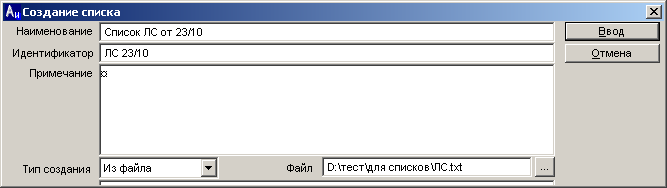 Аи Создание списка
Наименование Список ЛС от 23/10 Ввод
Идентификатор ЛС 23/10 Отмена
Примечание ¤
Тип создания Из файла Файл D:\тест\для списков\ЛС.txt ...